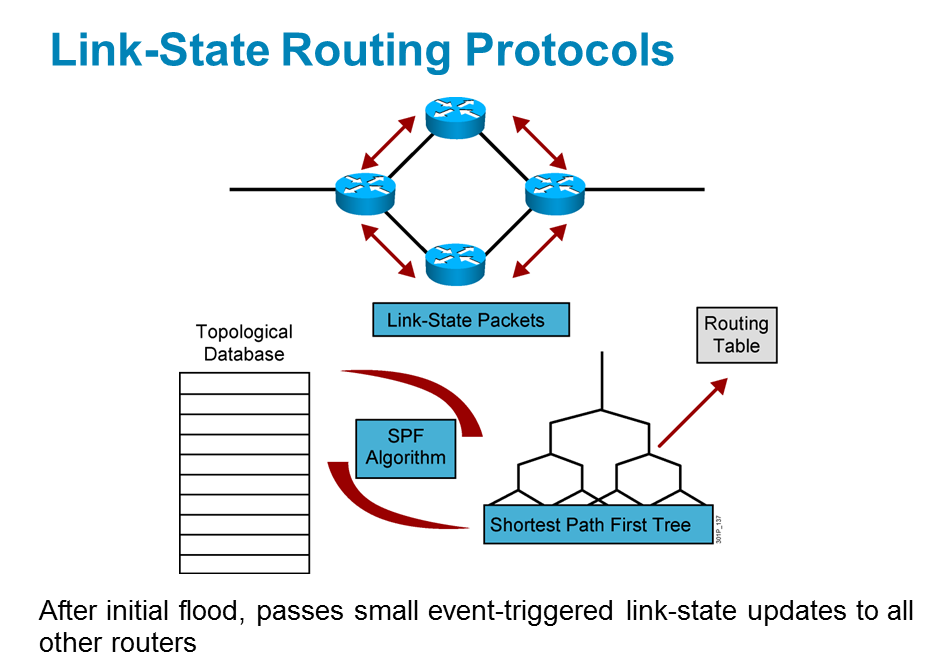 Link-State Routing Protocols
Link-State Packets
Topological
Database
Routing
Table
SPF
Algorithm
Shortest Path First Tree
301P_137
After initial flood, passes small event-triggered link-state updates to all
other routers